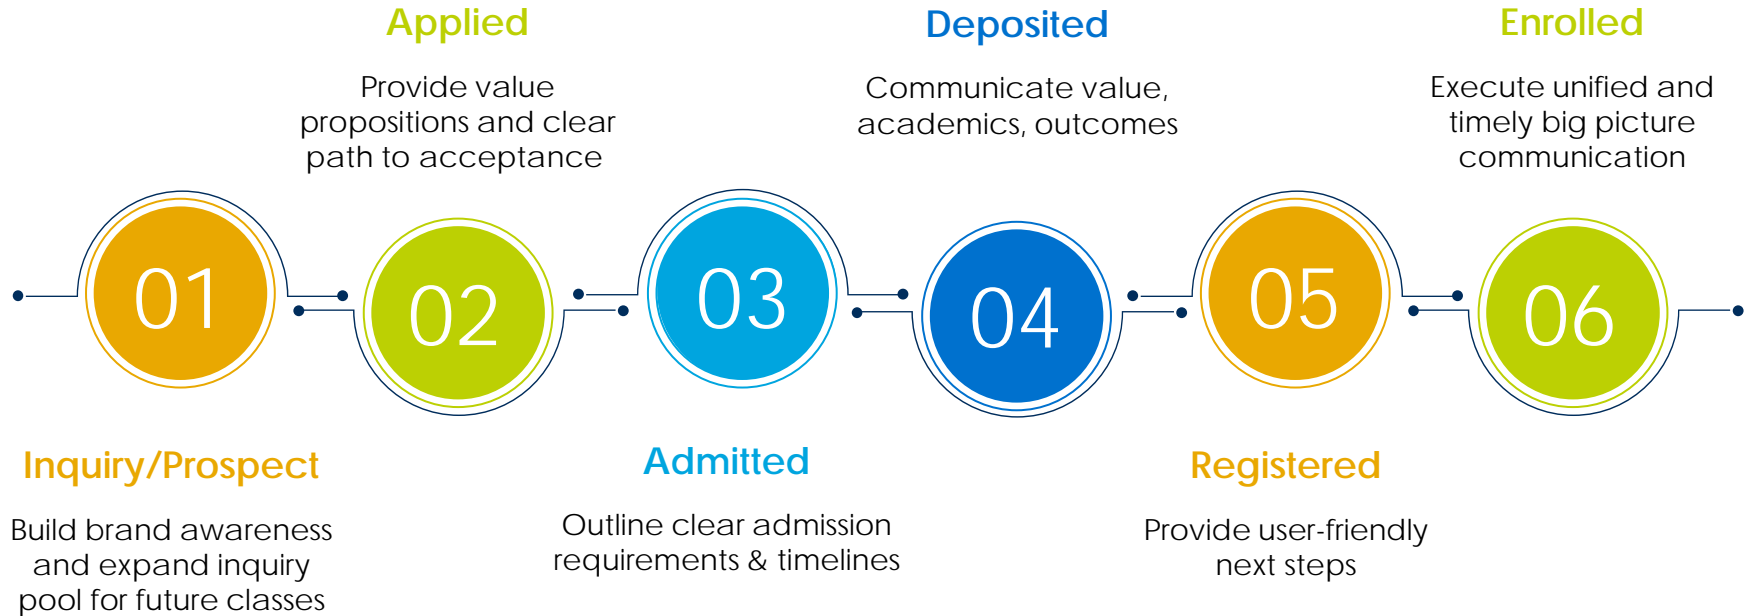 01
Inquiry/Prospect
Build brand awareness
and expand inquiry
pool for future classes
Applied
Provide value
propositions and clear
path to acceptance
02
03
Admitted
Outline clear admission
requirements & timelines
Deposited
Communicate value,
academics, outcomes
04
05
Registered
Provide user-friendly
next steps
Enrolled
Execute unified and
timely big picture
communication
06